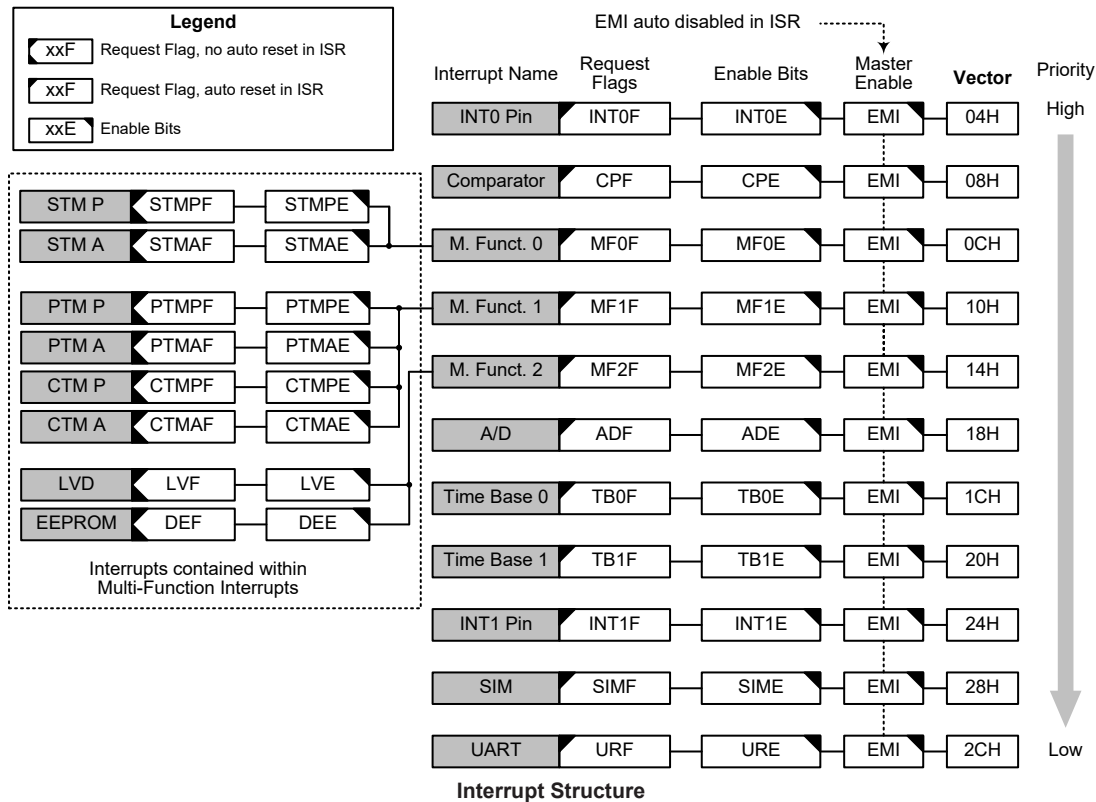 Legend
xxF Request Flag, no auto reset in ISR
xxF Request Flag, auto reset in ISR
xxE Enable Bits
EMI auto disabled in ISR
Interrupt Name Request Flags Enable Bits Master Enable Vector Priority
INT0 Pin INT0F INT0E EMI 04H High
Comparator CPF CPE EMI 08H
STM P STMPF STMPE
STM A STMAF STMAE M. Funct. 0 MF0F MF0E EMI 0CH
PTM P PTMPF PTMPE M. Funct. 1 MF1F MF1E EMI 10H
PTM A PTMAF PTMAE
CTM P CTMPF CTMPE M. Funct. 2 MF2F MF2E EMI 14H
CTM A CTMAF CTMAE A/D ADF ADE EMI 18H
LVD LVF LVE Time Base 0 TB0F TB0E EMI 1CH
EEPROM DEF DEE
Interrupts contained within
Multi-Function Interrupts
Time Base 1 TB1F TB1E EMI 20H
INT1 Pin INT1F INT1E EMI 24H
SIM SIMF SIME EMI 28H
UART URF URE EMI 2CH Low
Interrupt Structure